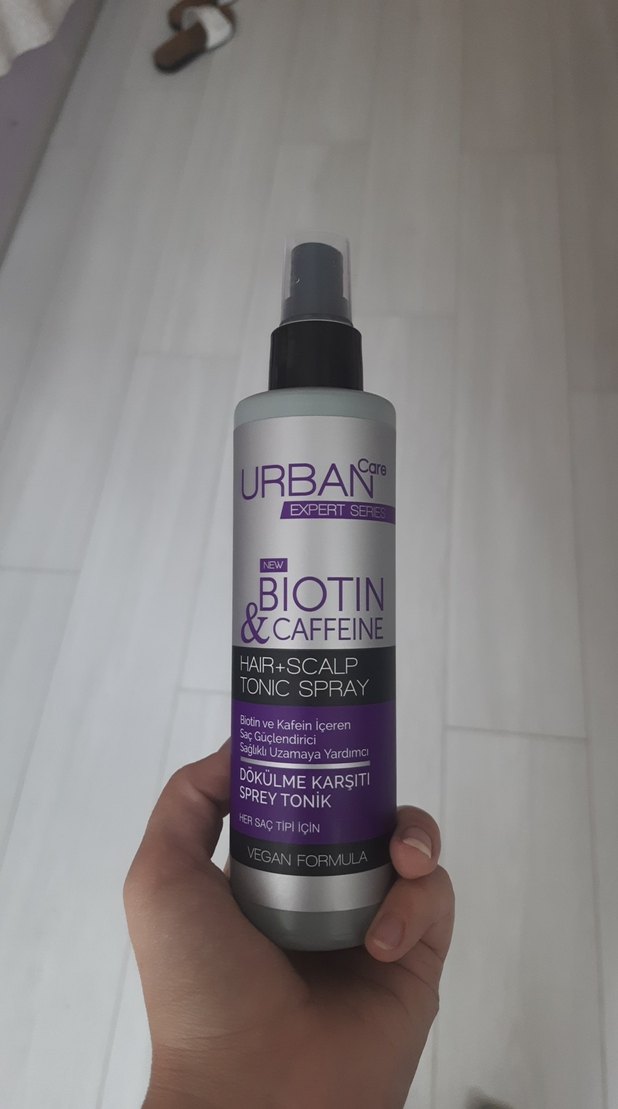 URBAN Care
EXPERT SERIES
NEW
BIOTIN
& CAFFEINE
HAIR+SCALP
TONIC SPRAY
Biotin ve Kafein İçeren
Saç Güçlendirici
Sağlıklı Uzamaya Yardımcı
DÖKÜLME KARŞITI
SPREY TONİK
HER SAÇ TİPİ İÇİN
VEGAN FORMULA